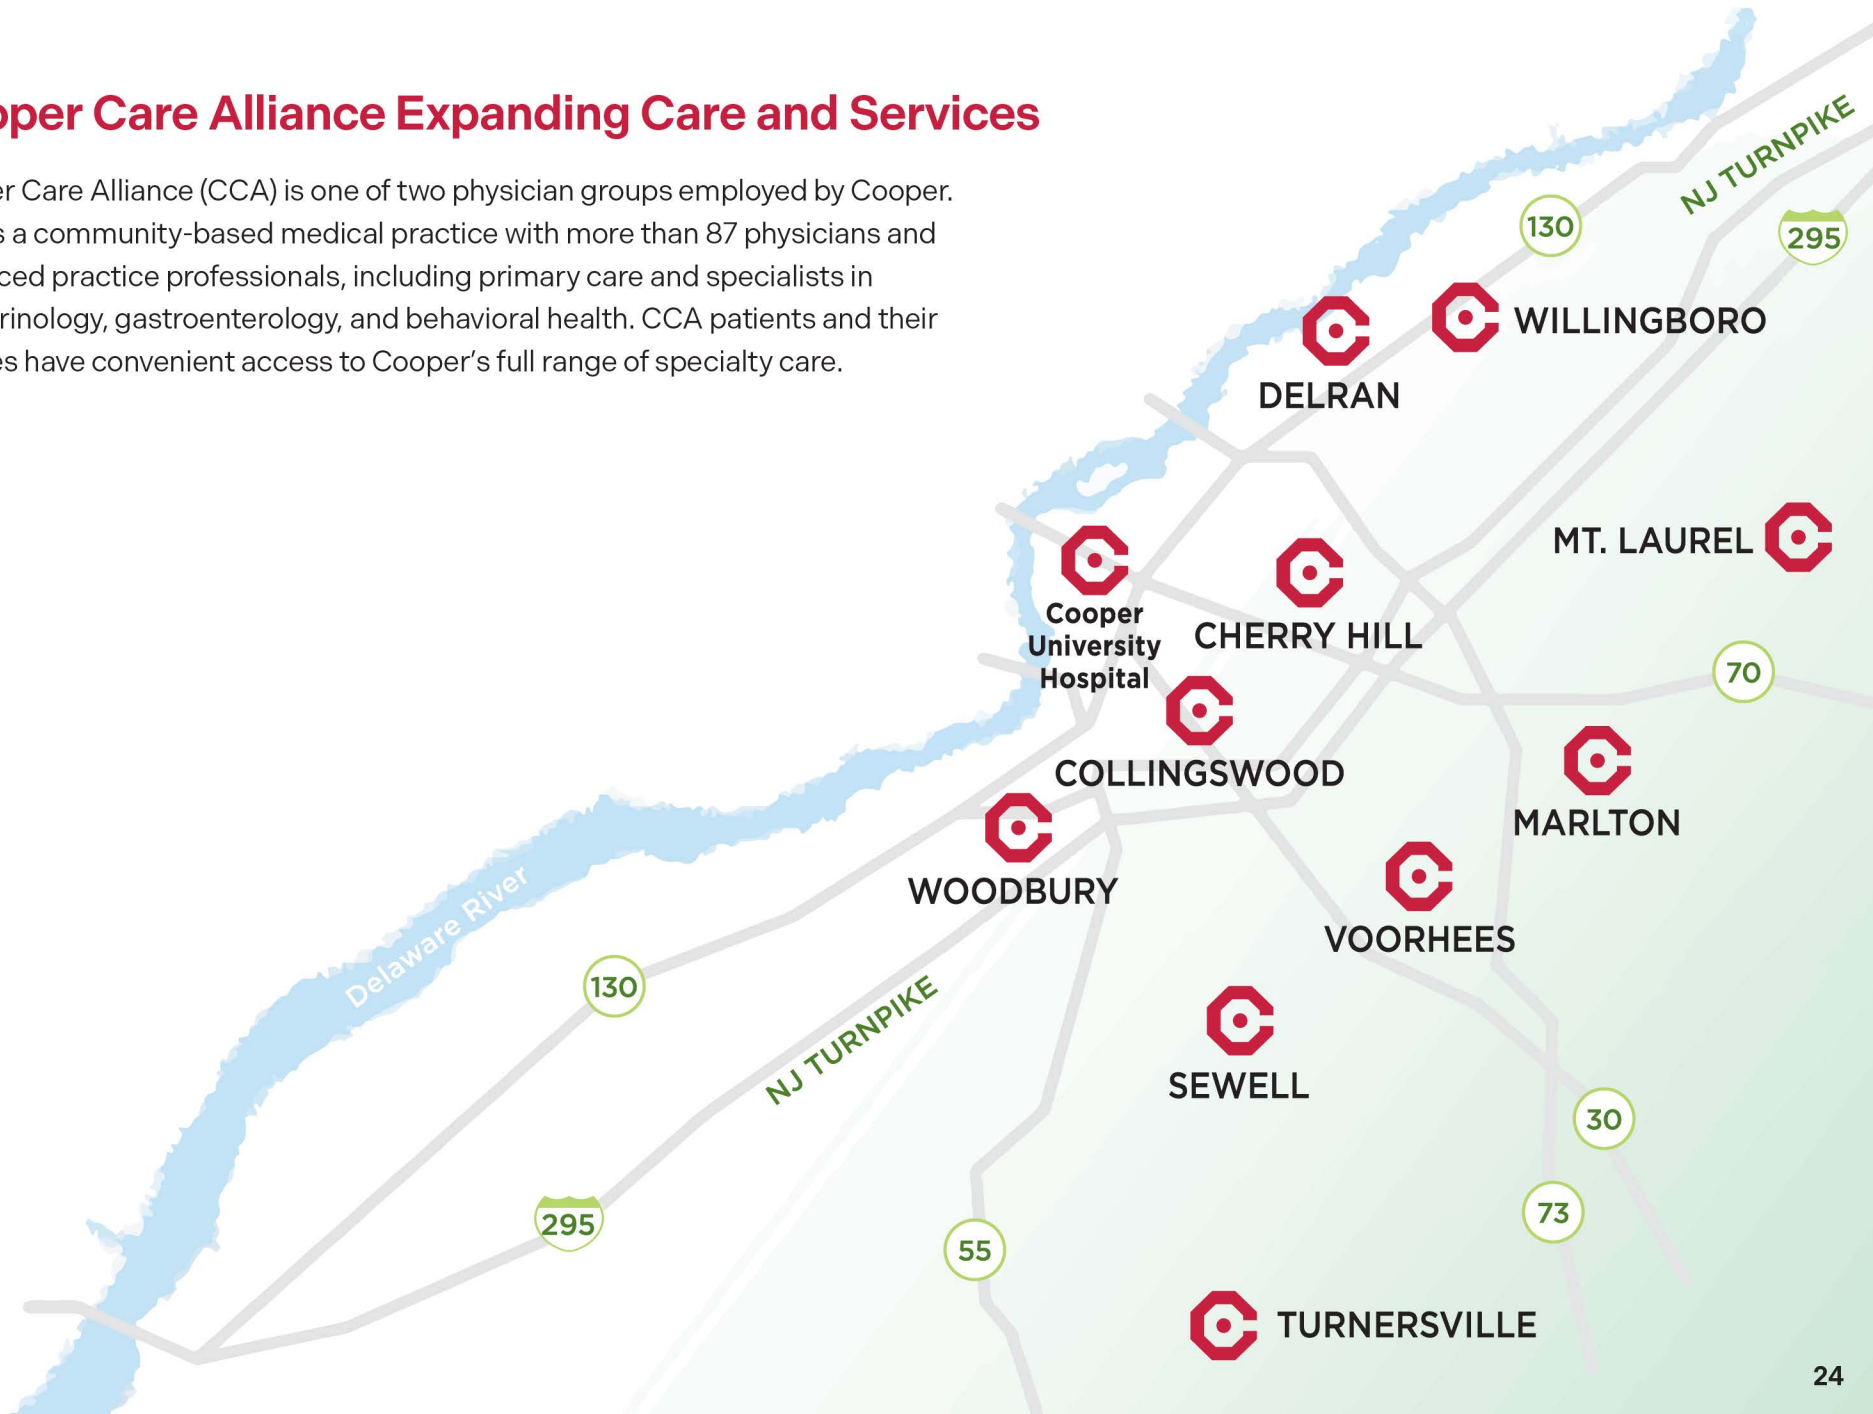 oper Care Alliance Expanding Care and Services
er Care Alliance (CCA) is one of two physician groups employed by Cooper.
s a community-based medical practice with more than 87 physicians and
ced practice professionals, including primary care and specialists in
rinology, gastroenterology, and behavioral health. CCA patients and their
es have convenient access to Cooper's full range of specialty care.
NJ TURNPIKE
130
295
WILLINGBORO
DELRAN
MT. LAUREL
Cooper
University
Hospital
CHERRY HILL
70
COLLINGSWOOD
MARLTON
WOODBURY
VOORHEES
Delaware River
130
NJ TURNPIKE
SEWELL
30
295
73
55
TURNERSVILLE
24